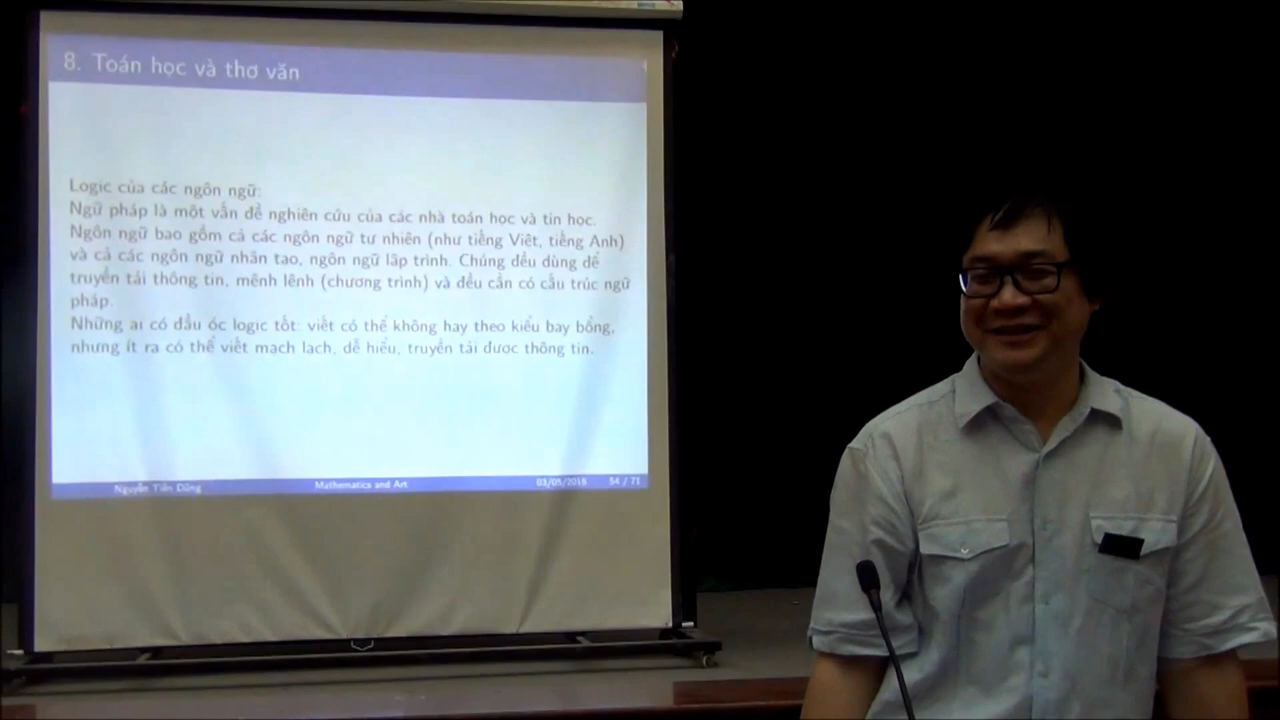 8. Toán học và thơ văn
Logic của các ngôn ngữ:
Ngữ pháp là một vấn đề nghiên cứu của các nhà toán học và tin học.
Ngôn ngữ bao gồm cả các ngôn ngữ tự nhiên (như tiếng Việt, tiếng Anh)
và cả các ngôn ngữ nhân tạo, ngôn ngữ lập trình. Chúng đều dùng để
truyền tải thông tin, mệnh lệnh (chương trình) và đều cần có cấu trúc ngữ
pháp.
Những ai có đầu óc logic tốt: viết có thể không hay theo kiểu bay bổng,
nhưng ít ra có thể viết mạch lạch, dễ hiểu, truyền tải được thông tin.
Nguyễn Tiến Dũng Mathematics and Art 03/05/2018 54 / 71